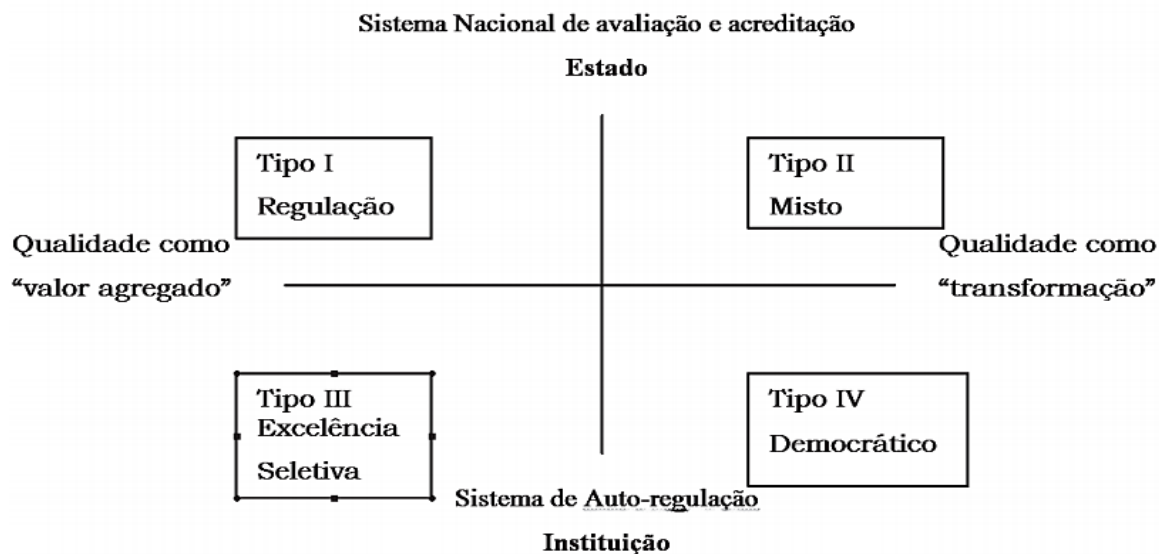 Sistema Nacional de avaliação e acreditação
Estado
Tipo I
Regulação
Tipo II
Misto
Qualidade como
“valor agregado”
Qualidade como
“transformação”
Tipo III
Excelência
Seletiva
Tipo IV
Democrático
Sistema de Auto-regulação
Instituição